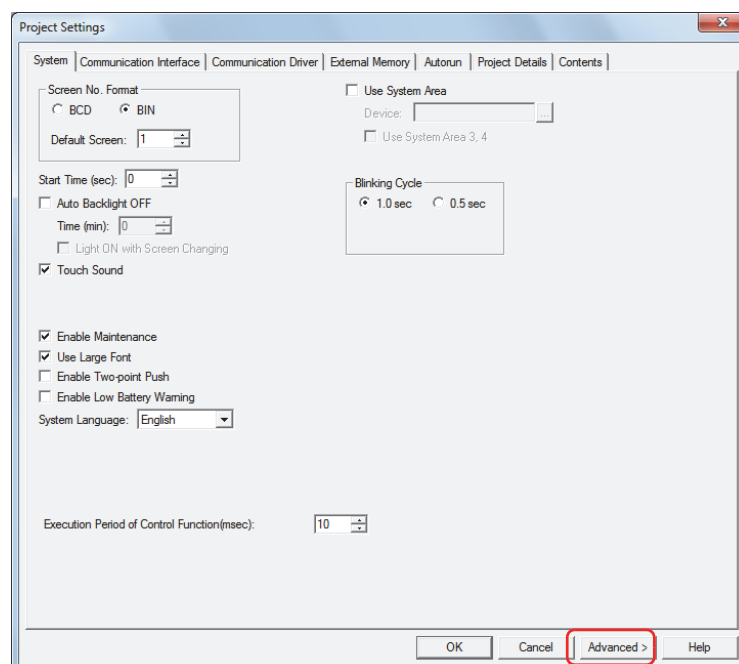 Project Settings
System Communication Interface Communication Driver External Memory Autorun Project Details Contents
Screen No. Format
BCD BIN
Default Screen: 1
Use System Area
Device: ...
Use System Area 3, 4
Start Time (sec): 0
Auto Backlight OFF
Time (min): 0
Light ON with Screen Changing
Touch Sound
Blinking Cycle
1.0 sec 0.5 sec
Enable Maintenance
Use Large Font
Enable Two-point Push
Enable Low Battery Warning
System Language: English
Execution Period of Control Function(msec): 10
OK Cancel Advanced > Help